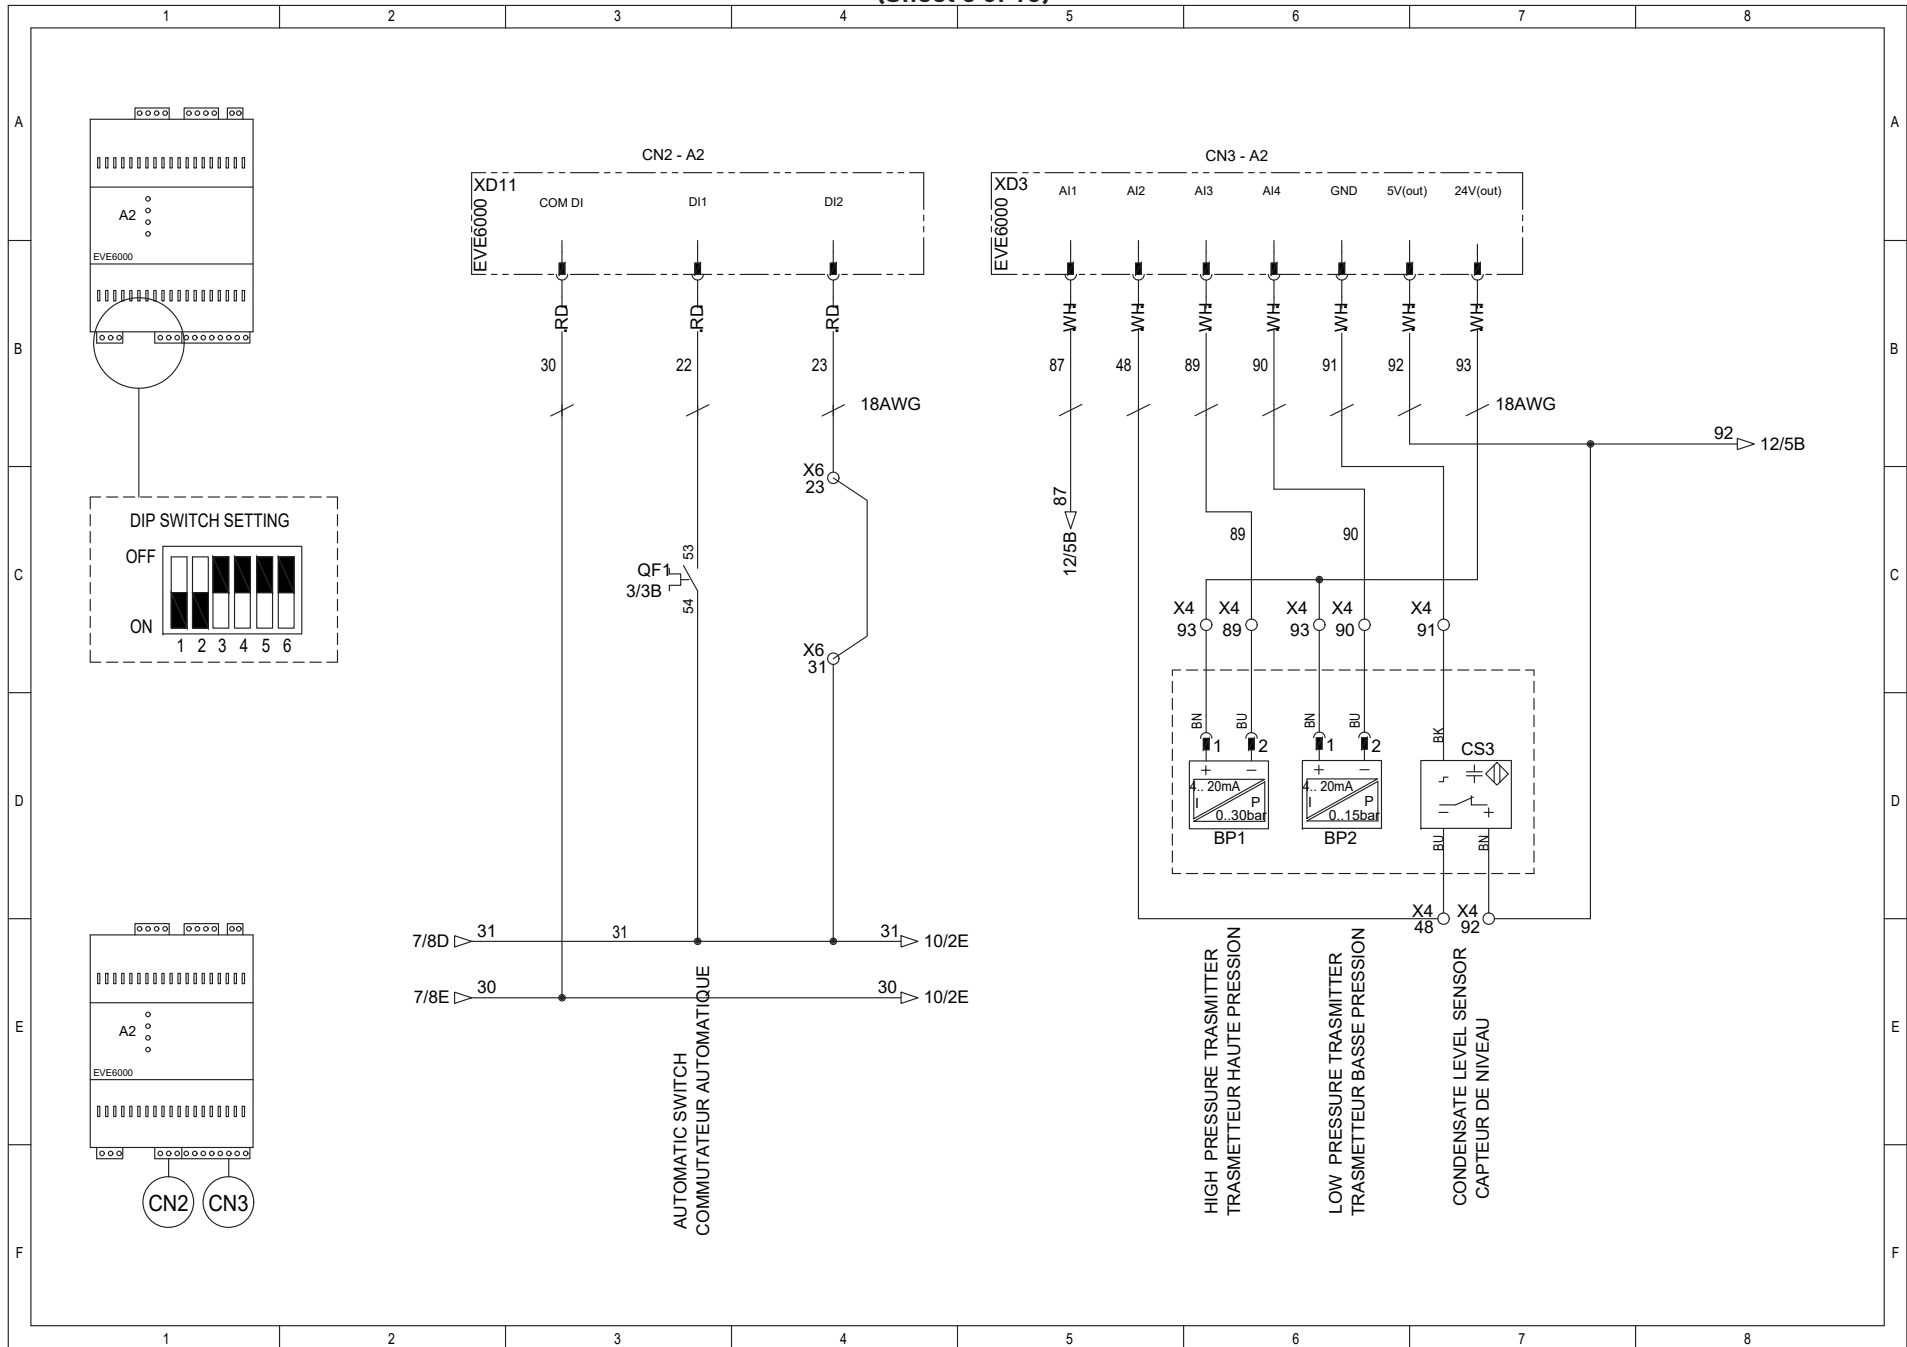 1 2 3 4 5 6 7 8
A A
CN2 - A2 CN3 - A2
XD11 COM DI DI1 DI2
EVE6000
XD3 AI1 AI2 AI3 AI4 GND 5V(out) 24V(out)
EVE6000
A2
EVE6000
RD RD RD WH WH WH WH WH WH WH
B B
30 22 23 87 48 89 90 91 92 93
18AWG 18AWG
92 12/5B
X6
23
87
12/5B
89 90
DIP SWITCH SETTING
OFF
ON
1 2 3 4 5 6
C C
QF1
3/3B
53
54
X6
31
X4 X4 X4 X4 X4
93 89 93 90 91
BN BU BN BU BK
1 2 1 2 CS3
+ − + −
4.. 20mA 4.. 20mA
I P I P
0..30bar 0..15bar
− +
D D
BP1 BP2
BU BN
X4 X4
48 92
7/8D 31 31 31 10/2E
7/8E 30 30 10/2E
E E
A2
EVE6000
CN2 CN3
AUTOMATIC SWITCH
COMMUTATEUR AUTOMATIQUE
HIGH PRESSURE TRASMITTER
TRASMETTEUR HAUTE PRESSION
LOW PRESSURE TRASMITTER
TRASMETTEUR BASSE PRESSION
CONDENSATE LEVEL SENSOR
CAPTEUR DE NIVEAU
F F
1 2 3 4 5 6 7 8